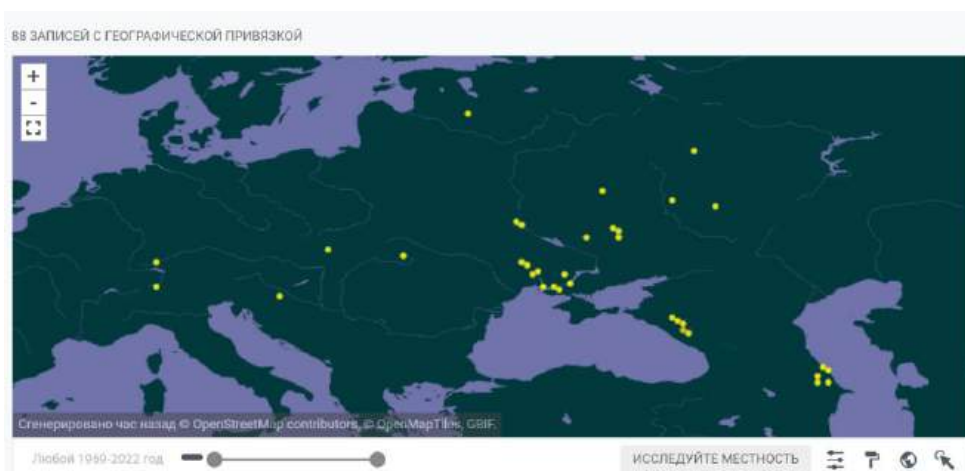 88 ЗАПИСЕЙ С ГЕОГРАФИЧЕСКОЙ ПРИВЯЗКОЙ
+
-
Сгенерировано час назад © OpenStreetMap contributors, © OpenMapTiles, GBIF.
Любой 1969-2022 год
ИССЛЕДУЙТЕ МЕСТНОСТЬ